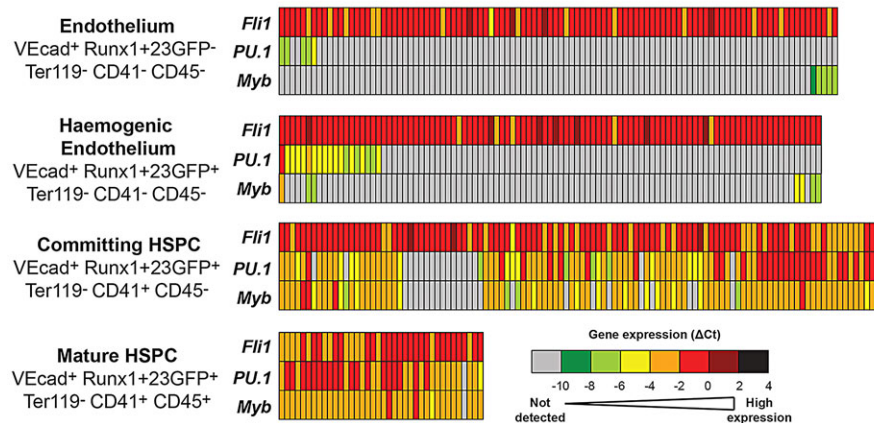 Endothelium
VEcad+ Runx1+23GFP-
Ter119- CD41- CD45-
Fli1
PU.1
Myb
Haemogenic
Endothelium
VEcad+ Runx1+23GFP+
Ter119- CD41- CD45-
Fli1
PU.1
Myb
Committing HSPC
VEcad+ Runx1+23GFP+
Ter119- CD41+ CD45-
Fli1
PU.1
Myb
Mature HSPC
VEcad+ Runx1+23GFP+
Ter119- CD41+ CD45+
Fli1
PU.1
Myb
Gene expression (ΔCt)
-10 -8 -6 -4 -2 0 2 4
Not detected
High expression